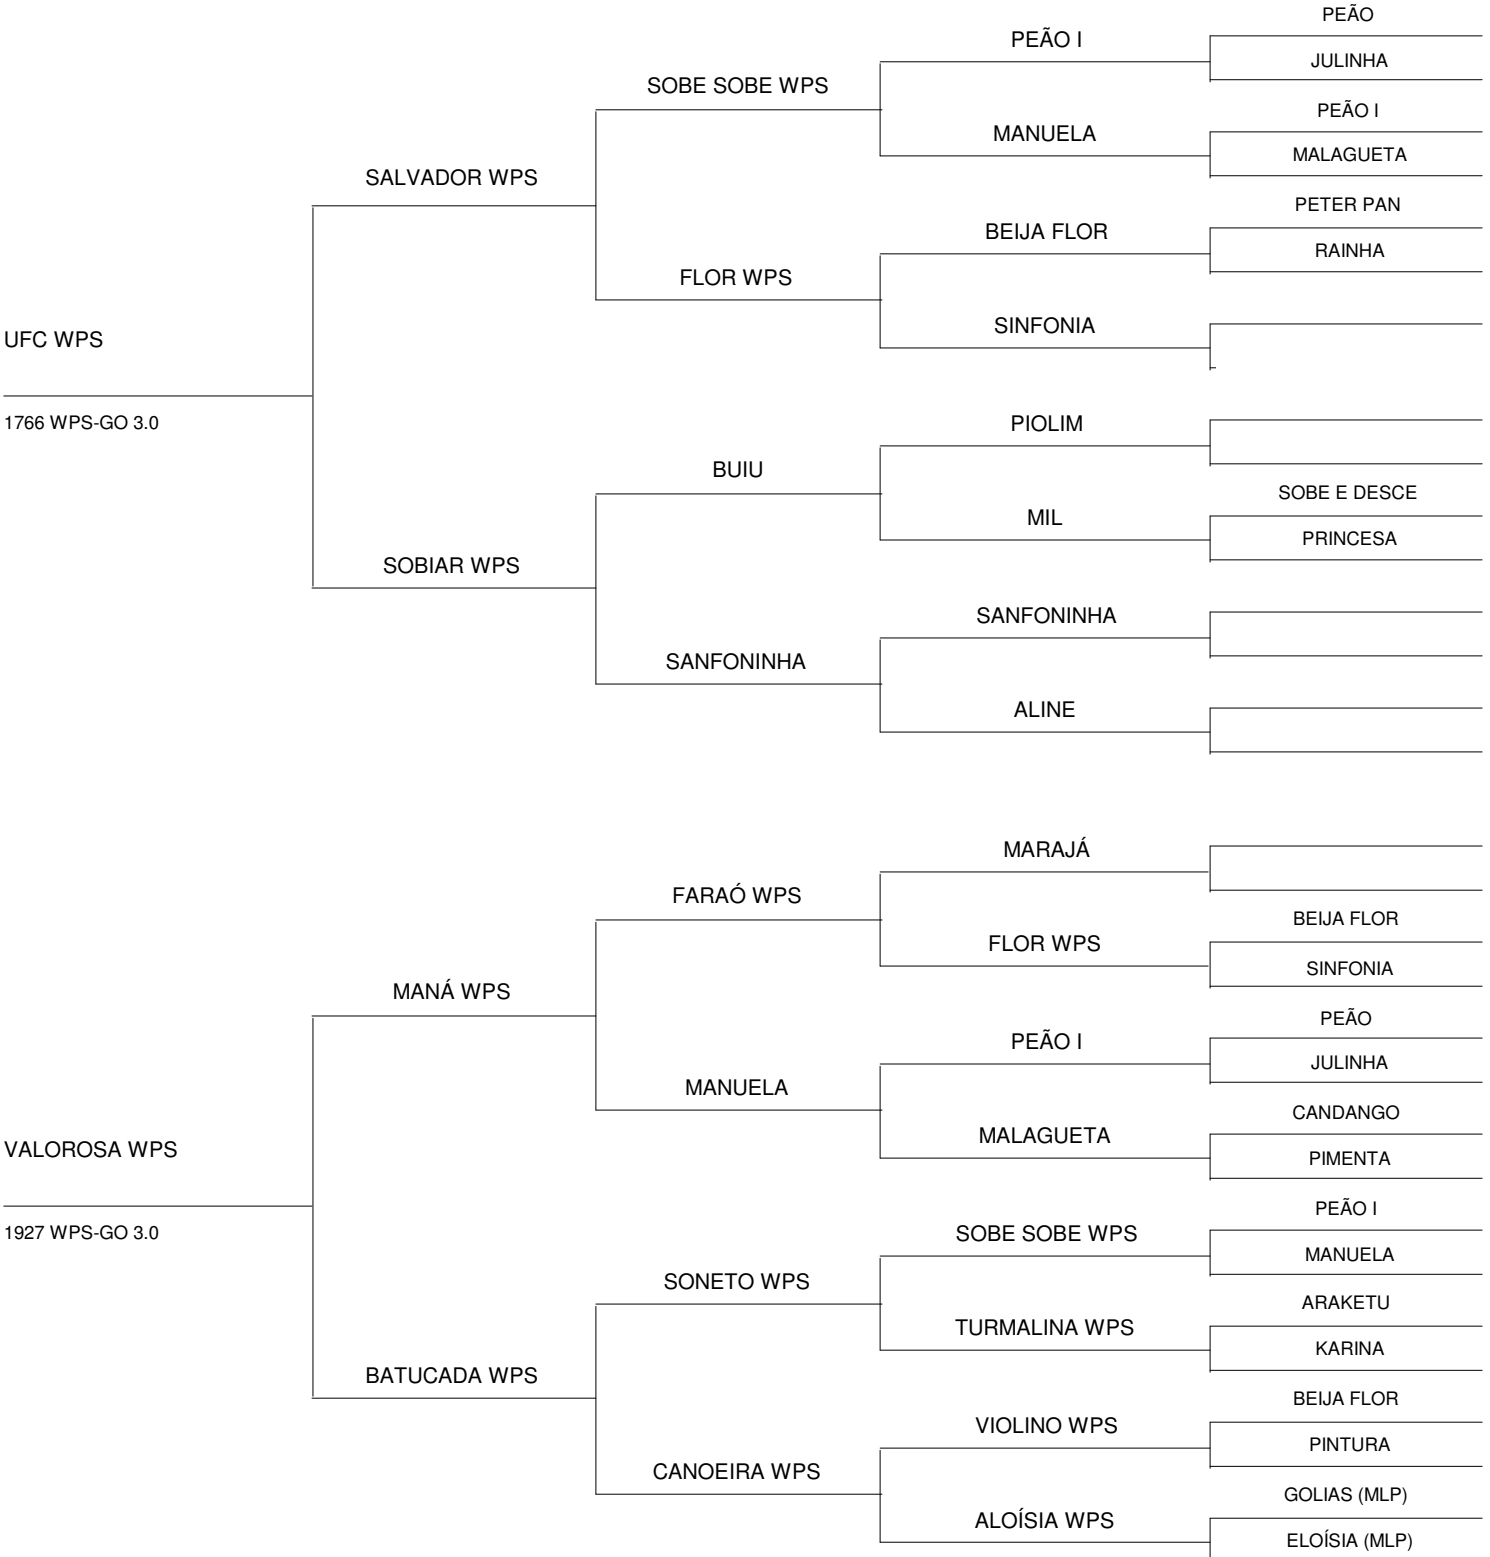 PEÃO
PEÃO I
JULINHA
SOBE SOBE WPS
PEÃO I
MANUELA
MALAGUETA
SALVADOR WPS
PETER PAN
BEIJA FLOR
RAINHA
FLOR WPS
SINFONIA
UFC WPS
1766 WPS-GO 3.0
PIOLIM
BUIU
SOBE E DESCE
MIL
PRINCESA
SOBIAR WPS
SANFONINHA
SANFONINHA
ALINE
MARAJÁ
FARAÓ WPS
BEIJA FLOR
FLOR WPS
SINFONIA
MANÁ WPS
PEÃO
PEÃO I
JULINHA
MANUELA
CANDANGO
MALAGUETA
PIMENTA
VALOROSA WPS
1927 WPS-GO 3.0
PEÃO I
SOBE SOBE WPS
MANUELA
SONETO WPS
ARAKETU
TURMALINA WPS
KARINA
BATUCADA WPS
BEIJA FLOR
VIOLINO WPS
PINTURA
CANOEIRA WPS
GOLIAS (MLP)
ALOÍSIA WPS
ELOÍSIA (MLP)